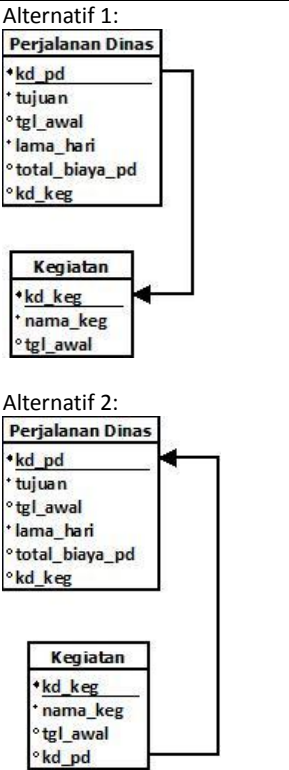 Alternatif 1:
Perjalanan Dinas
kd_pd
tujuan
tgl_awal
lama_hari
total_biaya_pd
kd_keg
Kegiatan
kd_keg
nama_keg
tgl_awal
Alternatif 2:
Perjalanan Dinas
kd_pd
tujuan
tgl_awal
lama_hari
total_biaya_pd
kd_keg
Kegiatan
kd_keg
nama_keg
tgl_awal
kd_pd